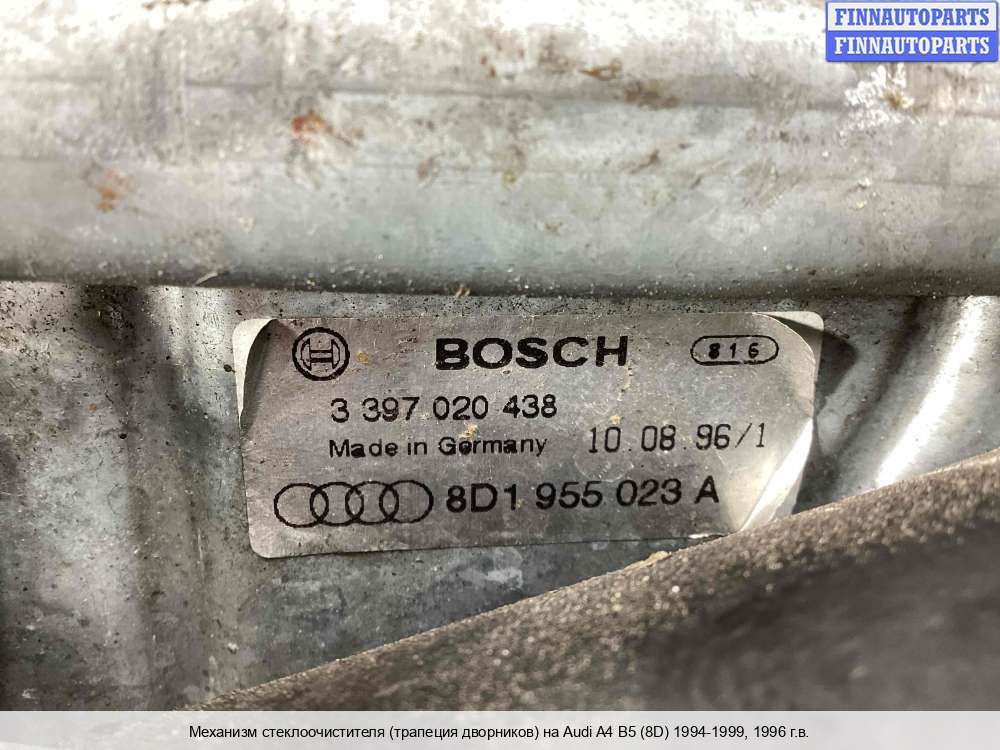 FINNAUTOPARTS
FINNAUTOPARTS
BOSCH 816
3 397 020 438
Made in Germany 10.08.96/1
8D1 955 023 A
Механизм стеклоочистителя (трапеция дворников) на Audi A4 B5 (8D) 1994-1999, 1996 г.в.